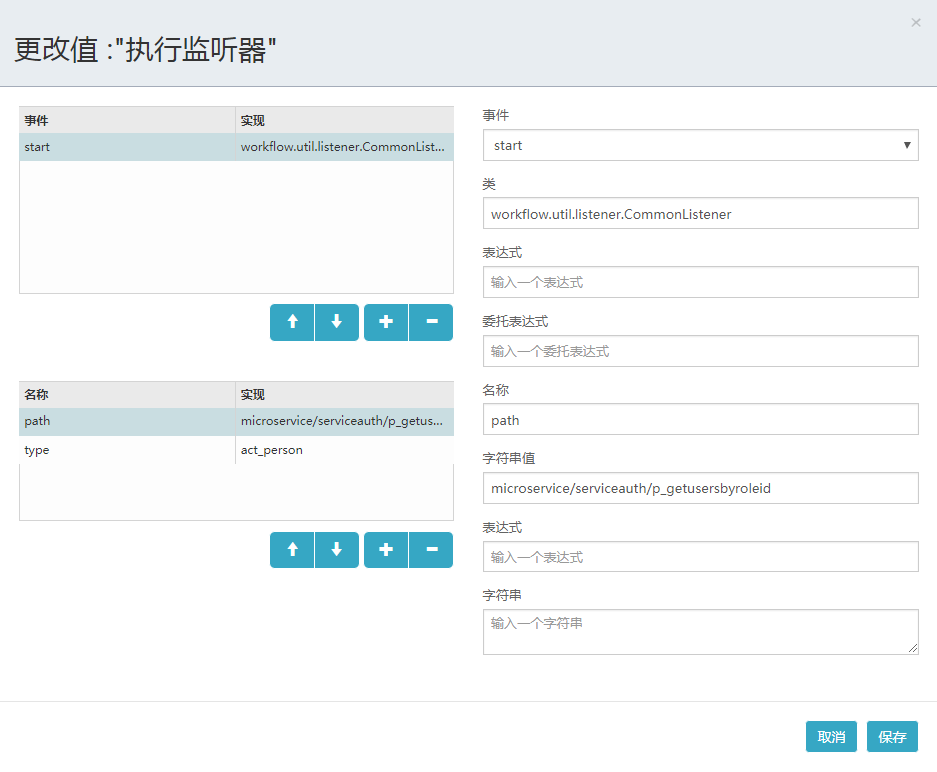 ×
更改值 :"执行监听器"
事件 实现
start workflow.util.listener.CommonList...
名称 实现
path microservice/serviceauth/p_getus...
type act_person
事件
start
类
workflow.util.listener.CommonListener
表达式
输入一个表达式
委托表达式
输入一个委托表达式
名称
path
字符串值
microservice/serviceauth/p_getusersbyroleid
表达式
输入一个表达式
字符串
输入一个字符串
取消 保存